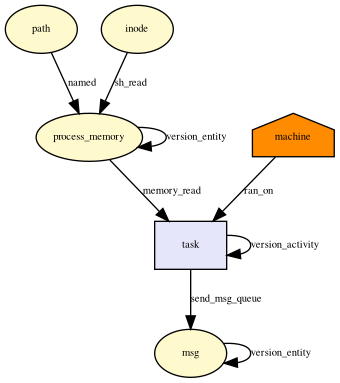 path
inode
named
sh_read
process_memory
version_entity
machine
memory_read
ran_on
task
version_activity
send_msg_queue
msg
version_entity